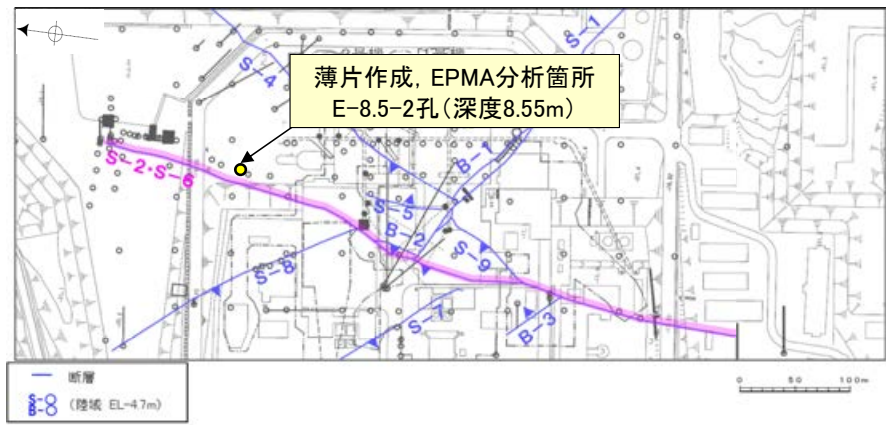 S-1
S-4
薄片作成，EPMA分析箇所
E-8.5-2孔（深度8.55m）
B-1
S-2・S-6
S-5
B-2
S-9
S-8
S-7
B-3
断層
S-8
B-8
（陸域 EL-4.7m）
0 50 100m